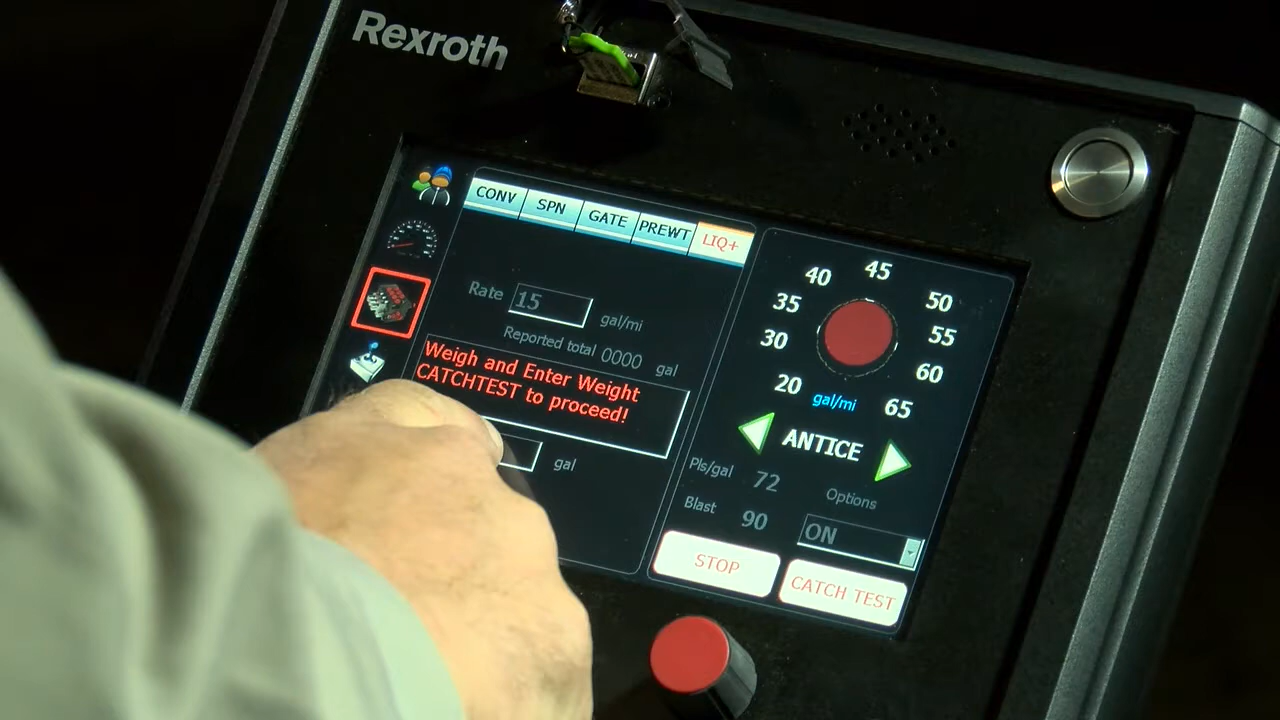 Rexroth
CONV SPN GATE PREWT LIQ+
Rate 15 gal/mi
Reported total 0000 gal
Weigh and Enter Weight
CATCHTEST to proceed!
gal
45
40 50
35 55
30 60
20 gal/mi 65
ANTICE
Pls/gal 72
Options
Blast 90 ON
STOP CATCH TEST